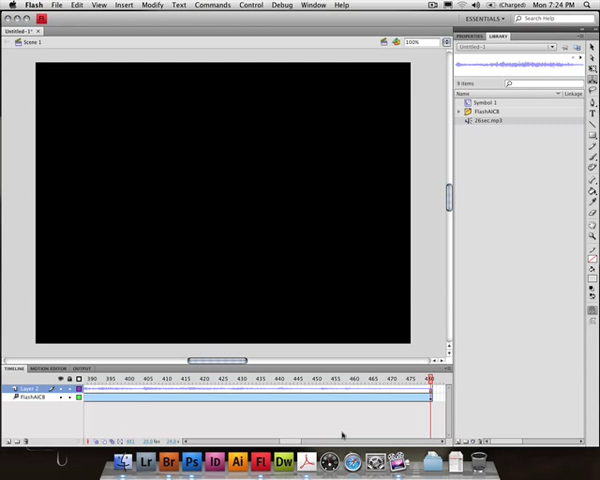 Flash File Edit View Insert Modify Text Commands Control Debug Window Help (Charged) Mon 7:24 PM
ESSENTIALS Search Help
Untitled-1*
Scene 1 100%
PROPERTIES LIBRARY
Untitled-1
9 items
Name Linkage
Symbol 1
FlashAICB
26sec.mp3
TIMELINE MOTION EDITOR OUTPUT
390 395 400 405 410 415 420 425 430 435 440 445 450 455 460 465 470 475 480
Layer 2
FlashAICB
Lr Br Ps Id Ai Fl Dw